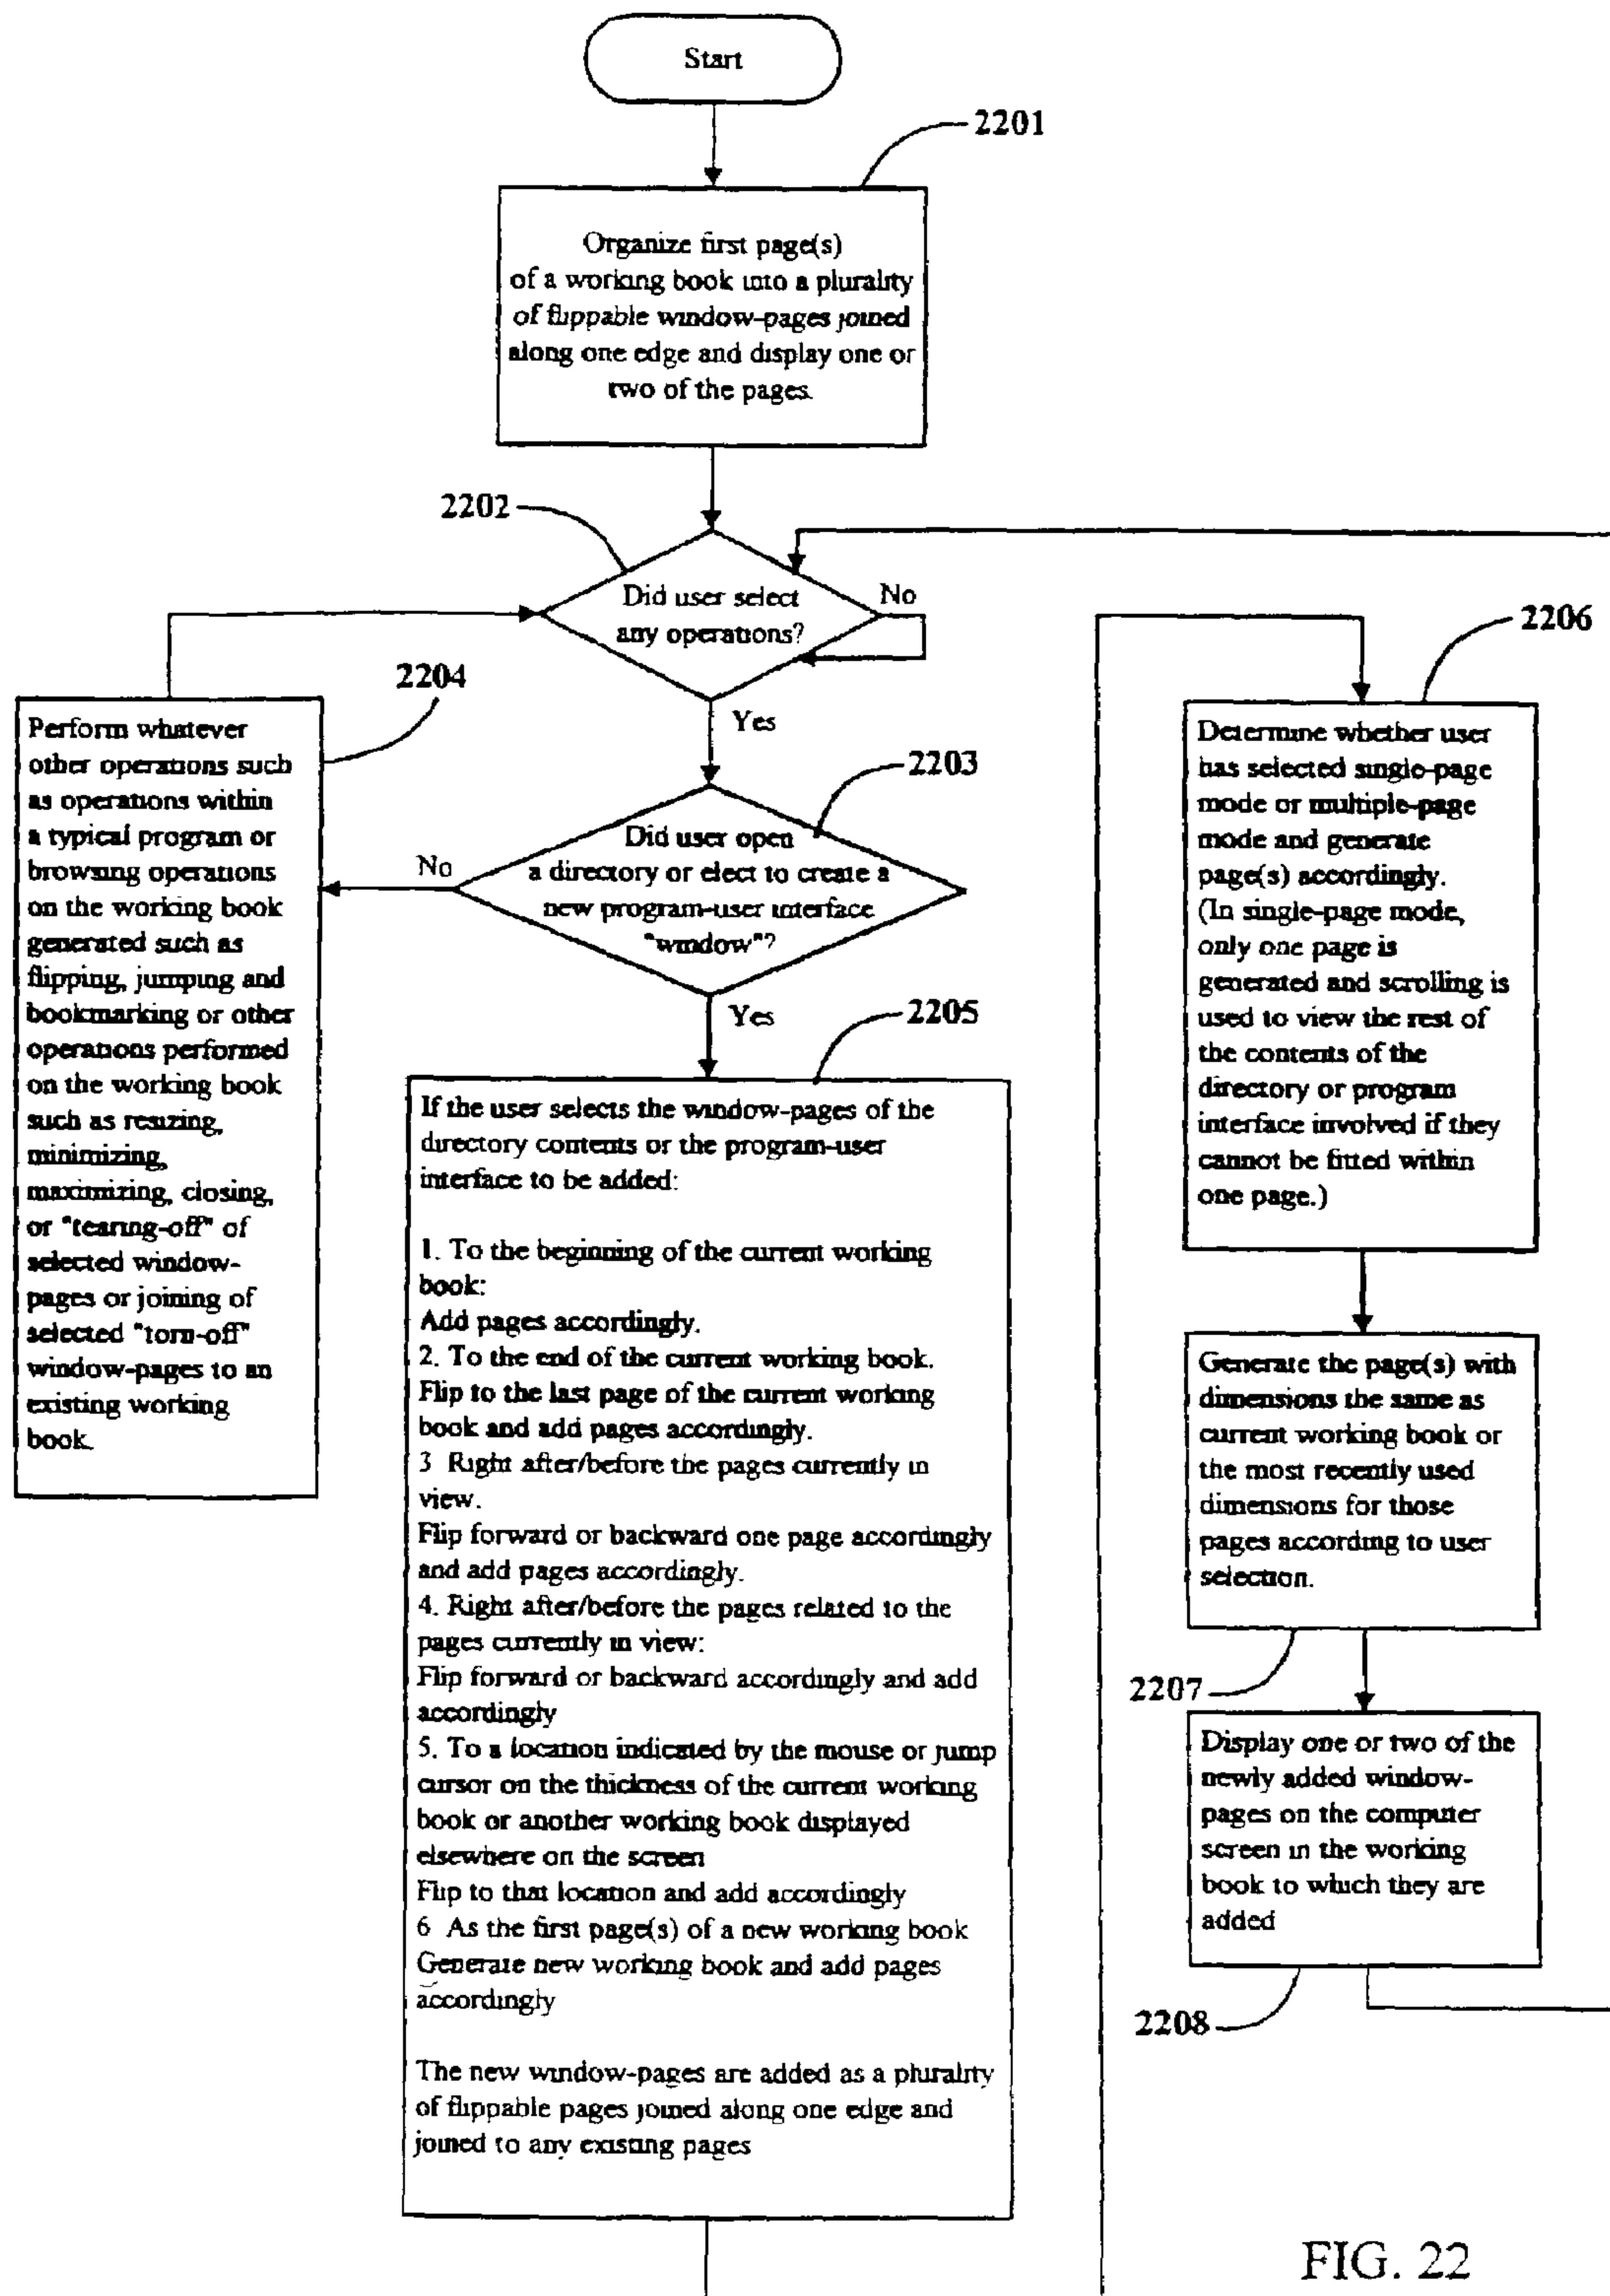 Start
2201
Organize first page(s)
of a working book into a plurality
of flippable window-pages joined
along one edge and display one or
two of the pages.
2202
Did user select
any operations?
No
Yes
2203
Did user open
a directory or elect to create a
new program-user interface
"window"?
No
Yes
2204
Perform whatever
other operations such
as operations within
a typical program or
browsing operations
on the working book
generated such as
flipping, jumping and
bookmarking or other
operations performed
on the working book
such as resizing,
minimizing,
maximizing, closing,
or "tearing-off" of
selected window-
pages or joining of
selected "torn-off"
window-pages to an
existing working
book.
2205
If the user selects the window-pages of the
directory contents or the program-user
interface to be added:
1. To the beginning of the current working
book:
Add pages accordingly.
2. To the end of the current working book.
Flip to the last page of the current working
book and add pages accordingly.
3 Right after/before the pages currently in
view.
Flip forward or backward one page accordingly
and add pages accordingly.
4. Right after/before the pages related to the
pages currently in view:
Flip forward or backward accordingly and add
accordingly
5. To a location indicated by the mouse or jump
cursor on the thickness of the current working
book or another working book displayed
elsewhere on the screen
Flip to that location and add accordingly
6 As the first page(s) of a new working book
Generate new working book and add pages
accordingly
The new window-pages are added as a plurality
of flippable pages joined along one edge and
joined to any existing pages
2206
Determine whether user
has selected single-page
mode or multiple-page
mode and generate
page(s) accordingly.
(In single-page mode,
only one page is
generated and scrolling is
used to view the rest of
the contents of the
directory or program
interface involved if they
cannot be fitted within
one page.)
Generate the page(s) with
dimensions the same as
current working book or
the most recently used
dimensions for those
pages according to user
selection.
2207
Display one or two of the
newly added window-
pages on the computer
screen in the working
book to which they are
added
2208
FIG. 22